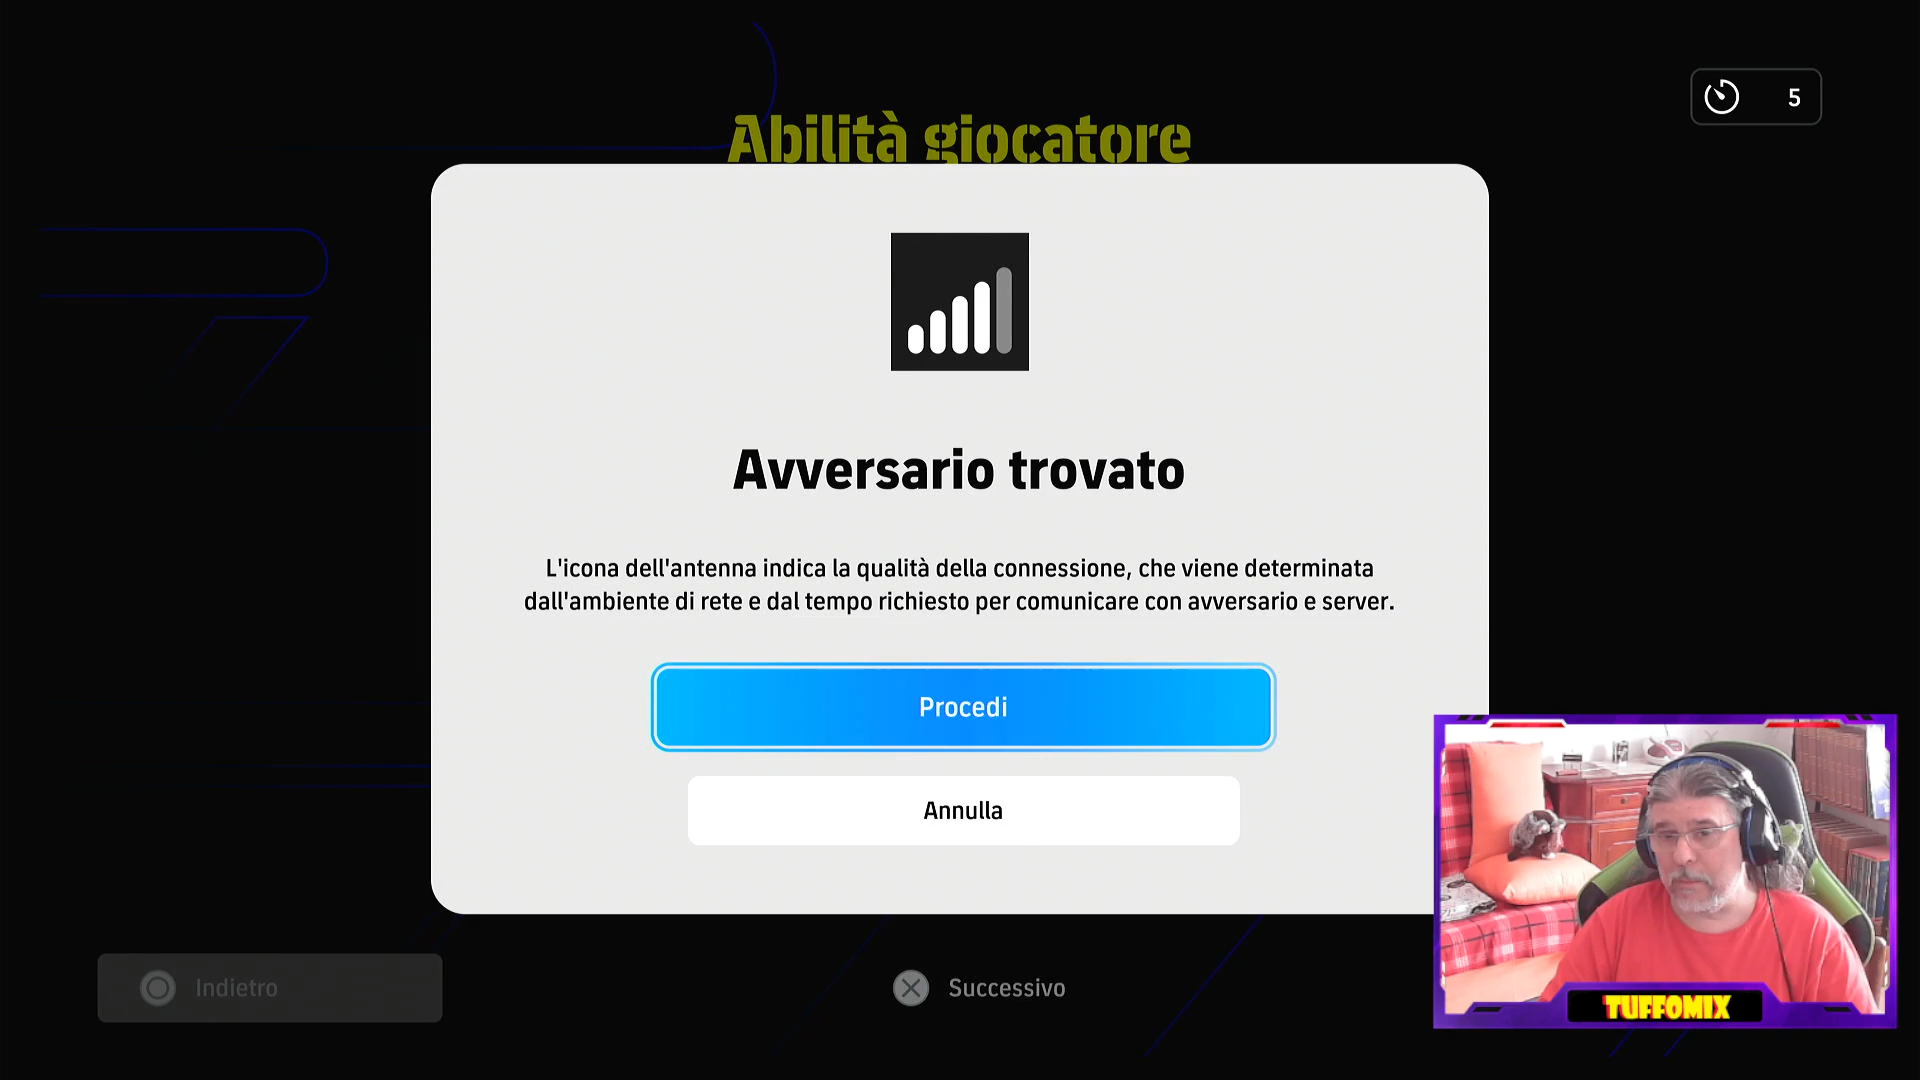 5
Abilità giocatore
Avversario trovato
L'icona dell'antenna indica la qualità della connessione, che viene determinata
dall'ambiente di rete e dal tempo richiesto per comunicare con avversario e server.
Procedi
Annulla
Indietro
Successivo
TUFFOMIX